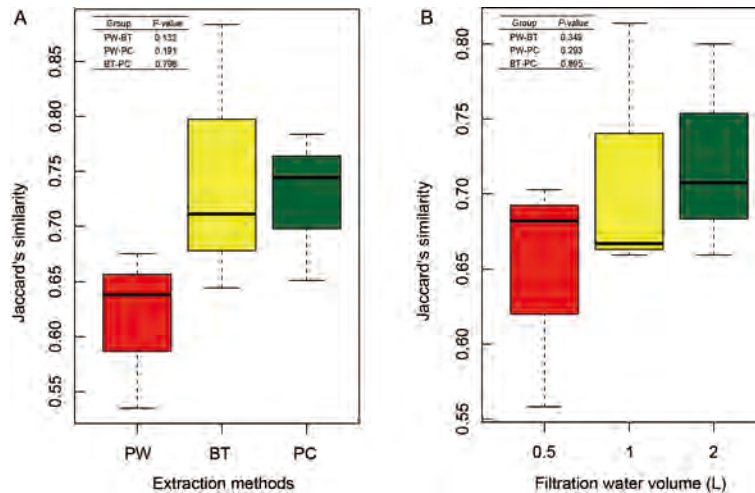 A
Group P-value
PW-BT 0.132
PW-PC 0.191
BT-PC 0.796
Jaccard's similarity
0.85
0.80
0.75
0.70
0.65
0.60
0.55
PW BT PC
Extraction methods
B
Group P-value
PW-BT 0.349
PW-PC 0.293
BT-PC 0.895
Jaccard's similarity
0.80
0.75
0.70
0.65
0.60
0.55
0.5 1 2
Filtration water volume (L)